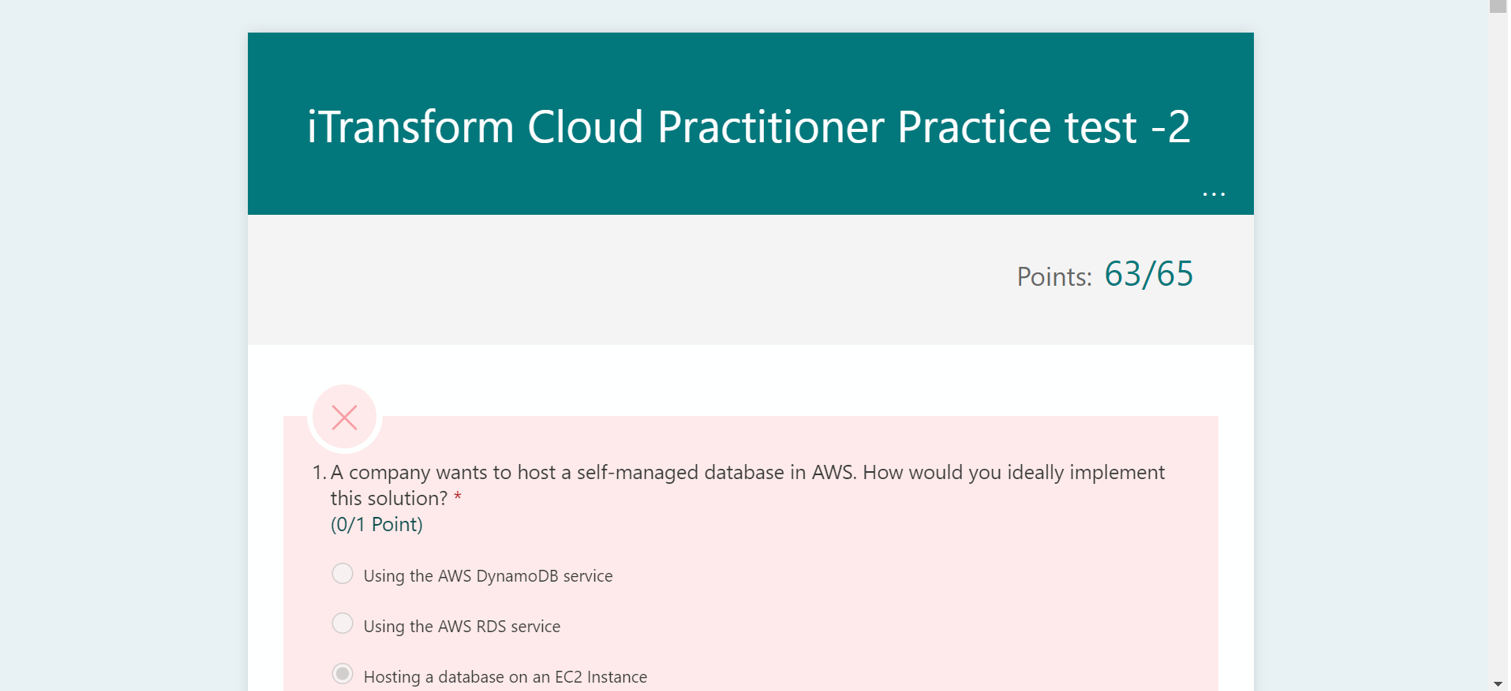 iTransform Cloud Practitioner Practice test -2
...
Points: 63/65
1. A company wants to host a self-managed database in AWS. How would you ideally implement
this solution? *
(0/1 Point)
Using the AWS DynamoDB service
Using the AWS RDS service
Hosting a database on an EC2 Instance